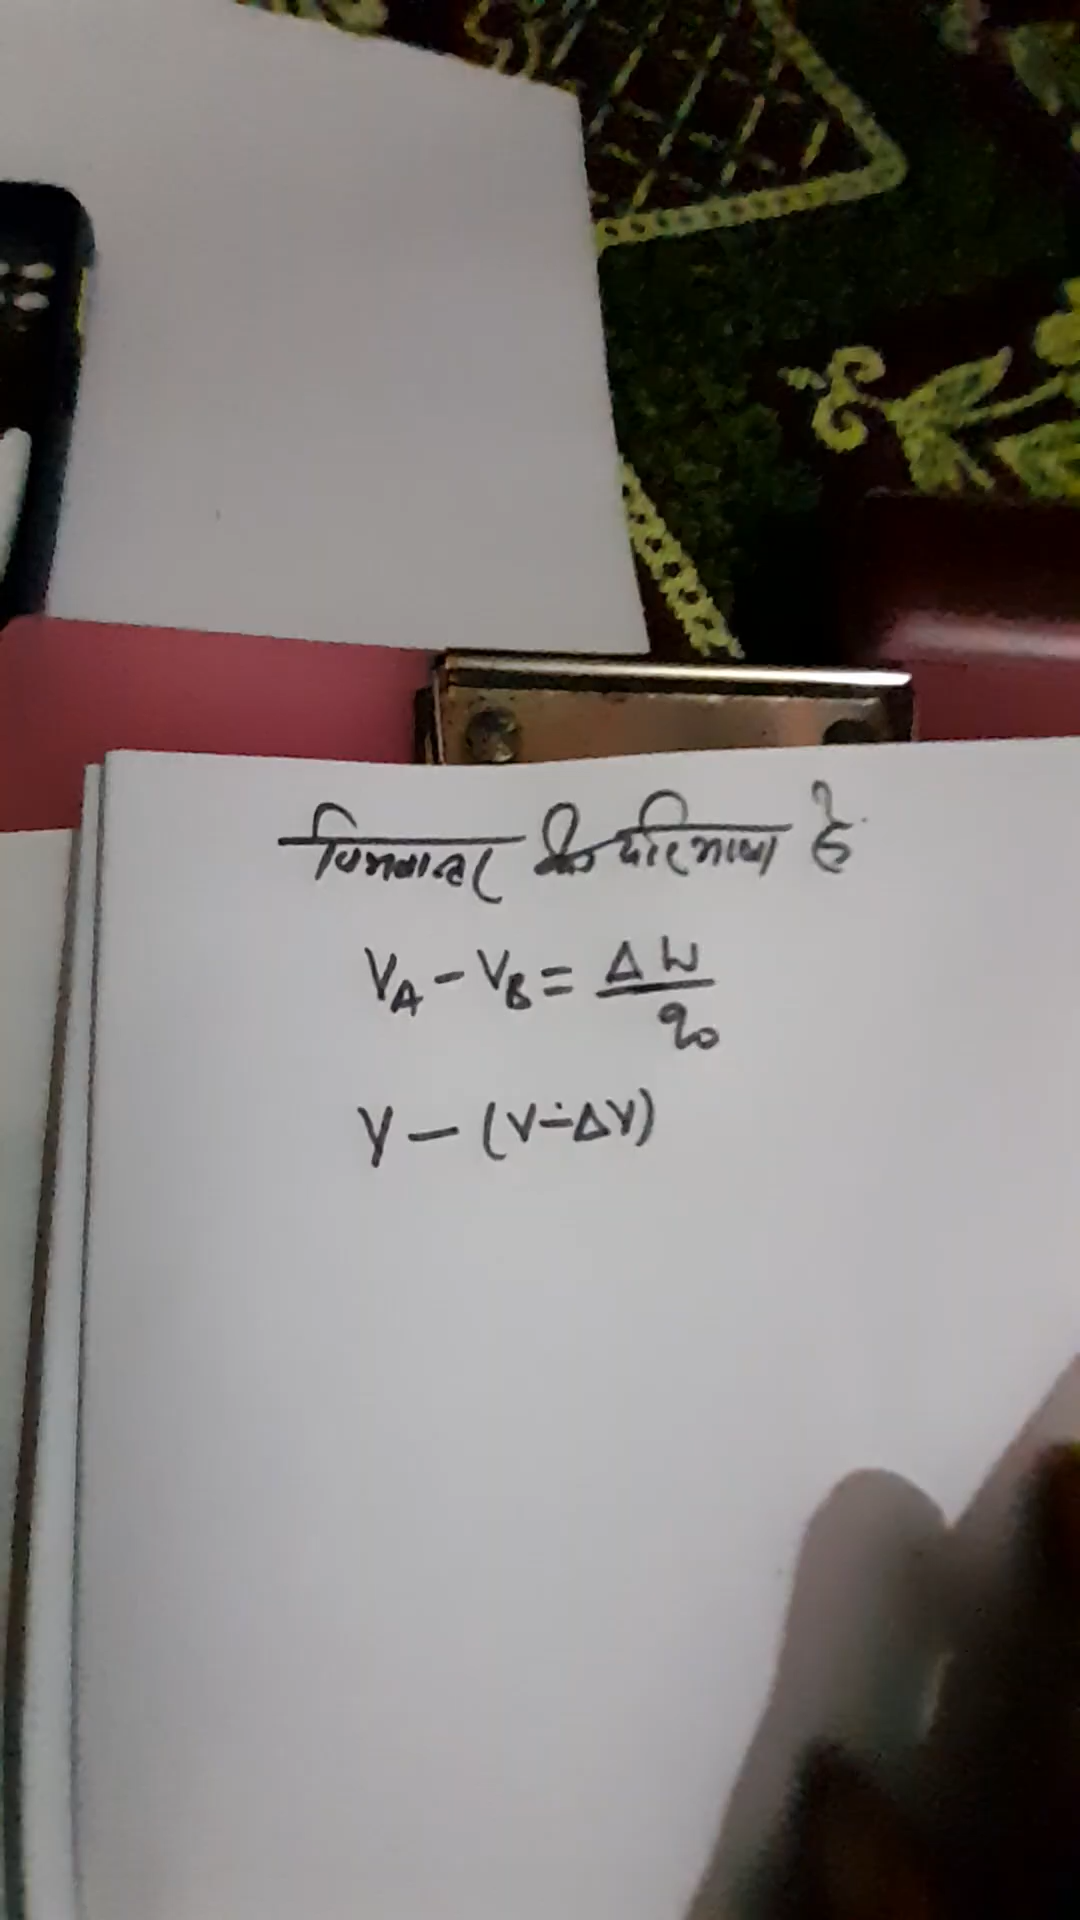 विभवान्तर की परिभाषा है
V_A - V_B = ΔW / q₀
V - (V - ΔV)